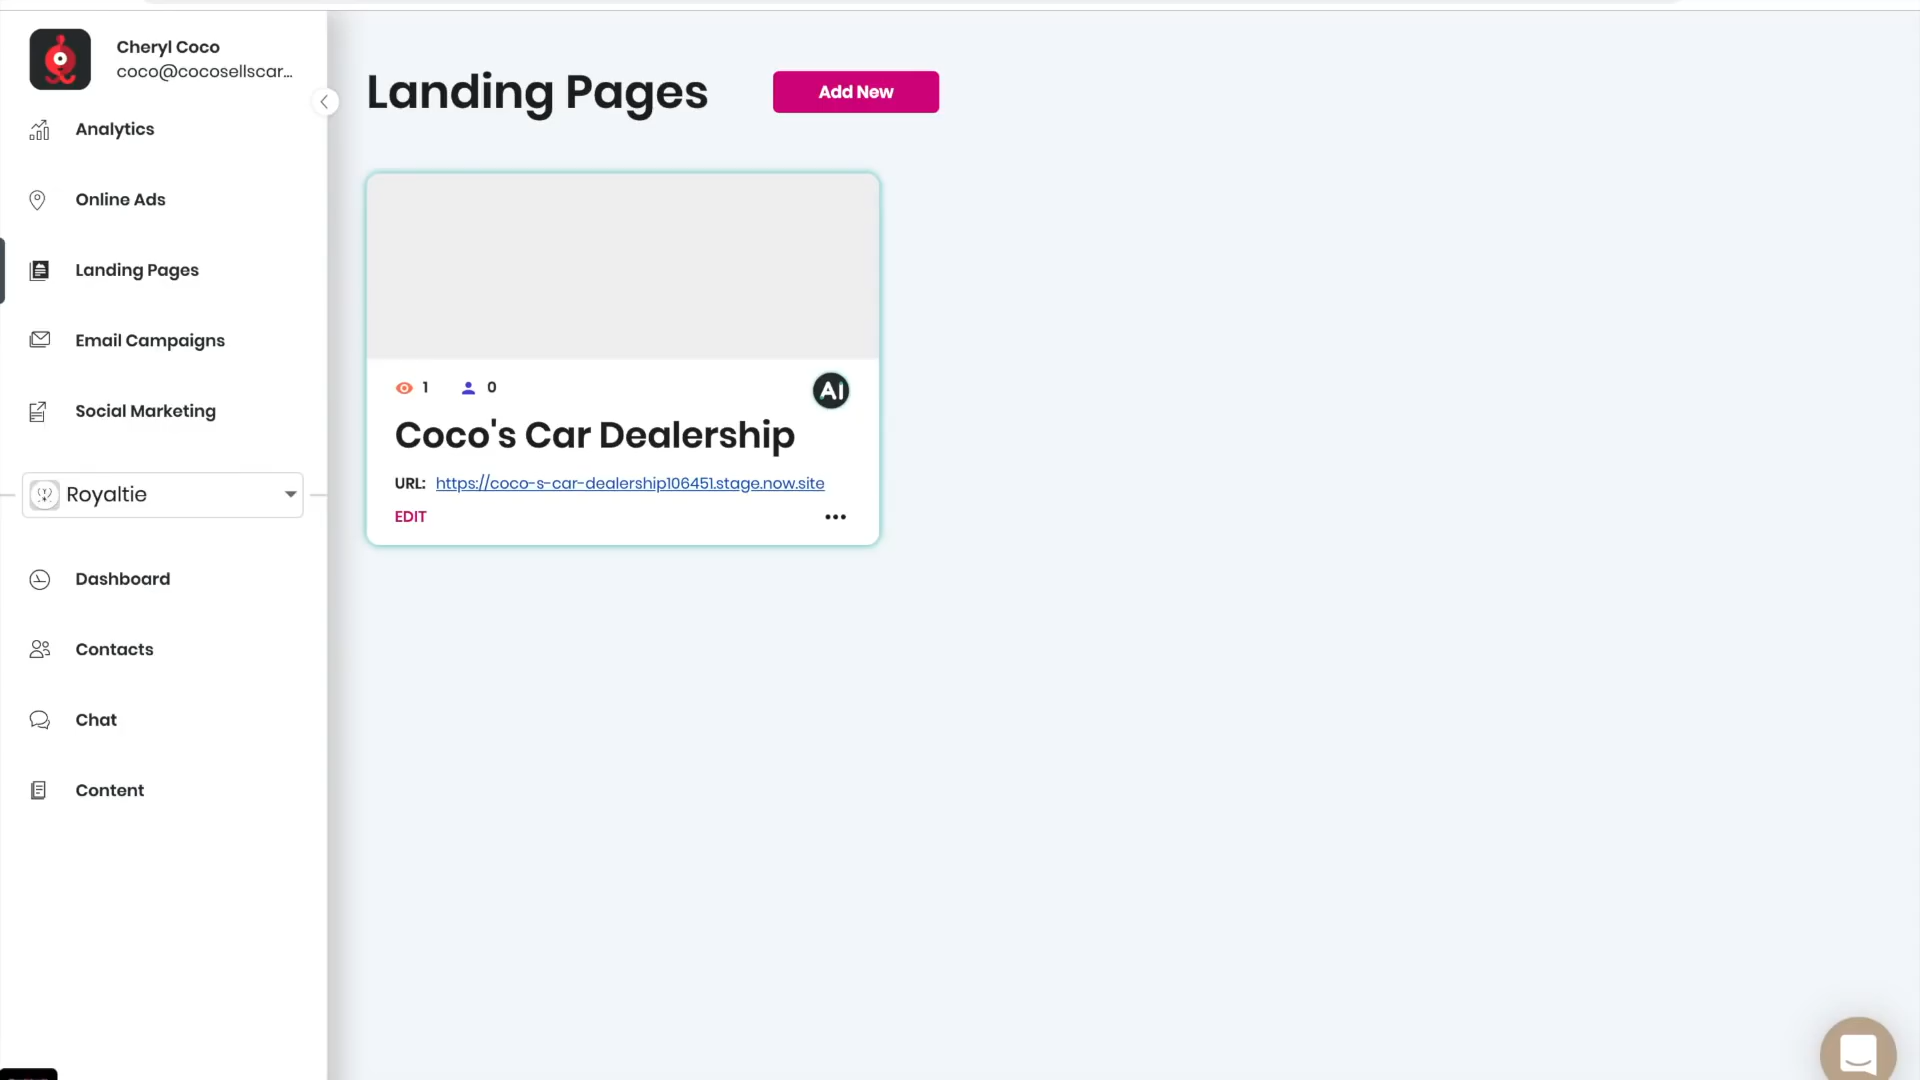 Cheryl Coco
coco@cocosellscar...
Analytics
Online Ads
Landing Pages
Email Campaigns
Social Marketing
Royaltie
Dashboard
Contacts
Chat
Content
Landing Pages
Add New
1
0
AI
Coco's Car Dealership
URL: https://coco-s-car-dealership106451.stage.now.site
EDIT